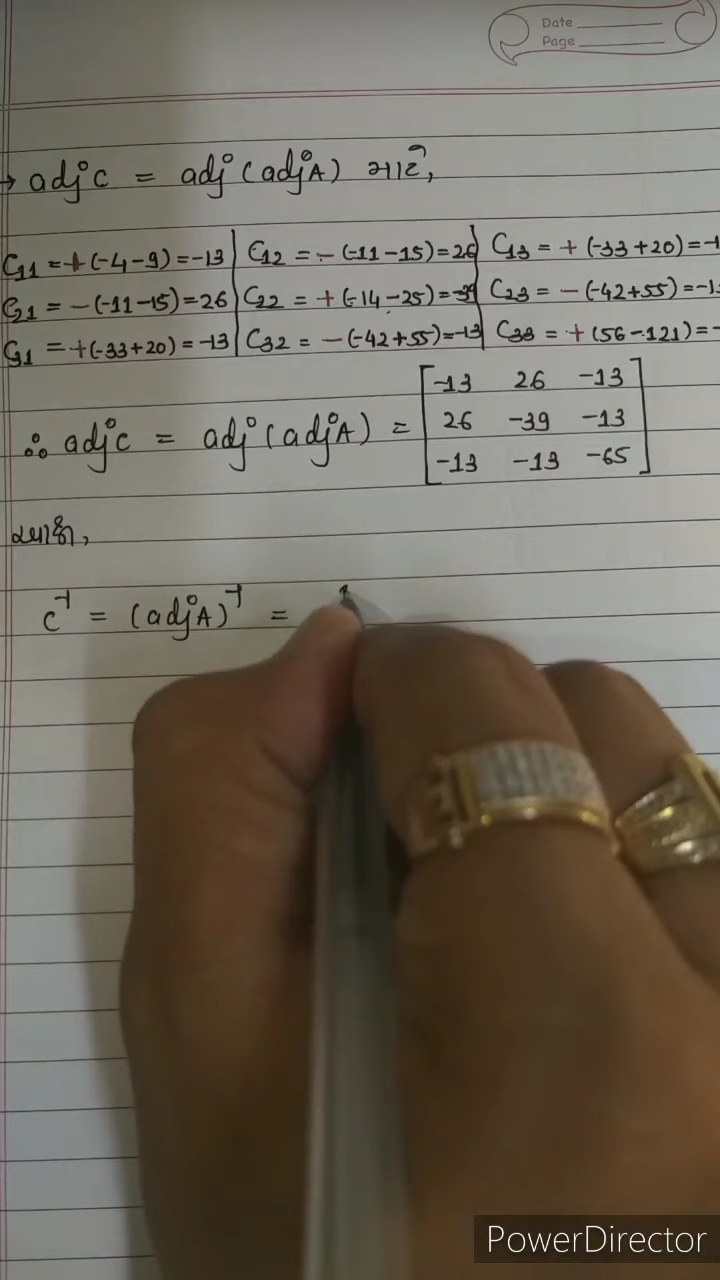 Date
Page
→ adj C = adj (adj A) માટે,
C11 = +(-4-9) = -13 | C12 = -(-11-15) = 26 | C13 = +(-33+20) = -1
C21 = -(-11-15) = 26 | C22 = +(-14-25) = -39 | C23 = -(-42+55) = -1
C31 = +(-33+20) = -13 | C32 = -(-42+55) = -13 | C33 = +(56-121) = -
∴ adj C = adj (adj A) = [-13 26 -13
26 -39 -13
-13 -13 -65]
C⁻¹ = (adj A)⁻¹ =
PowerDirector